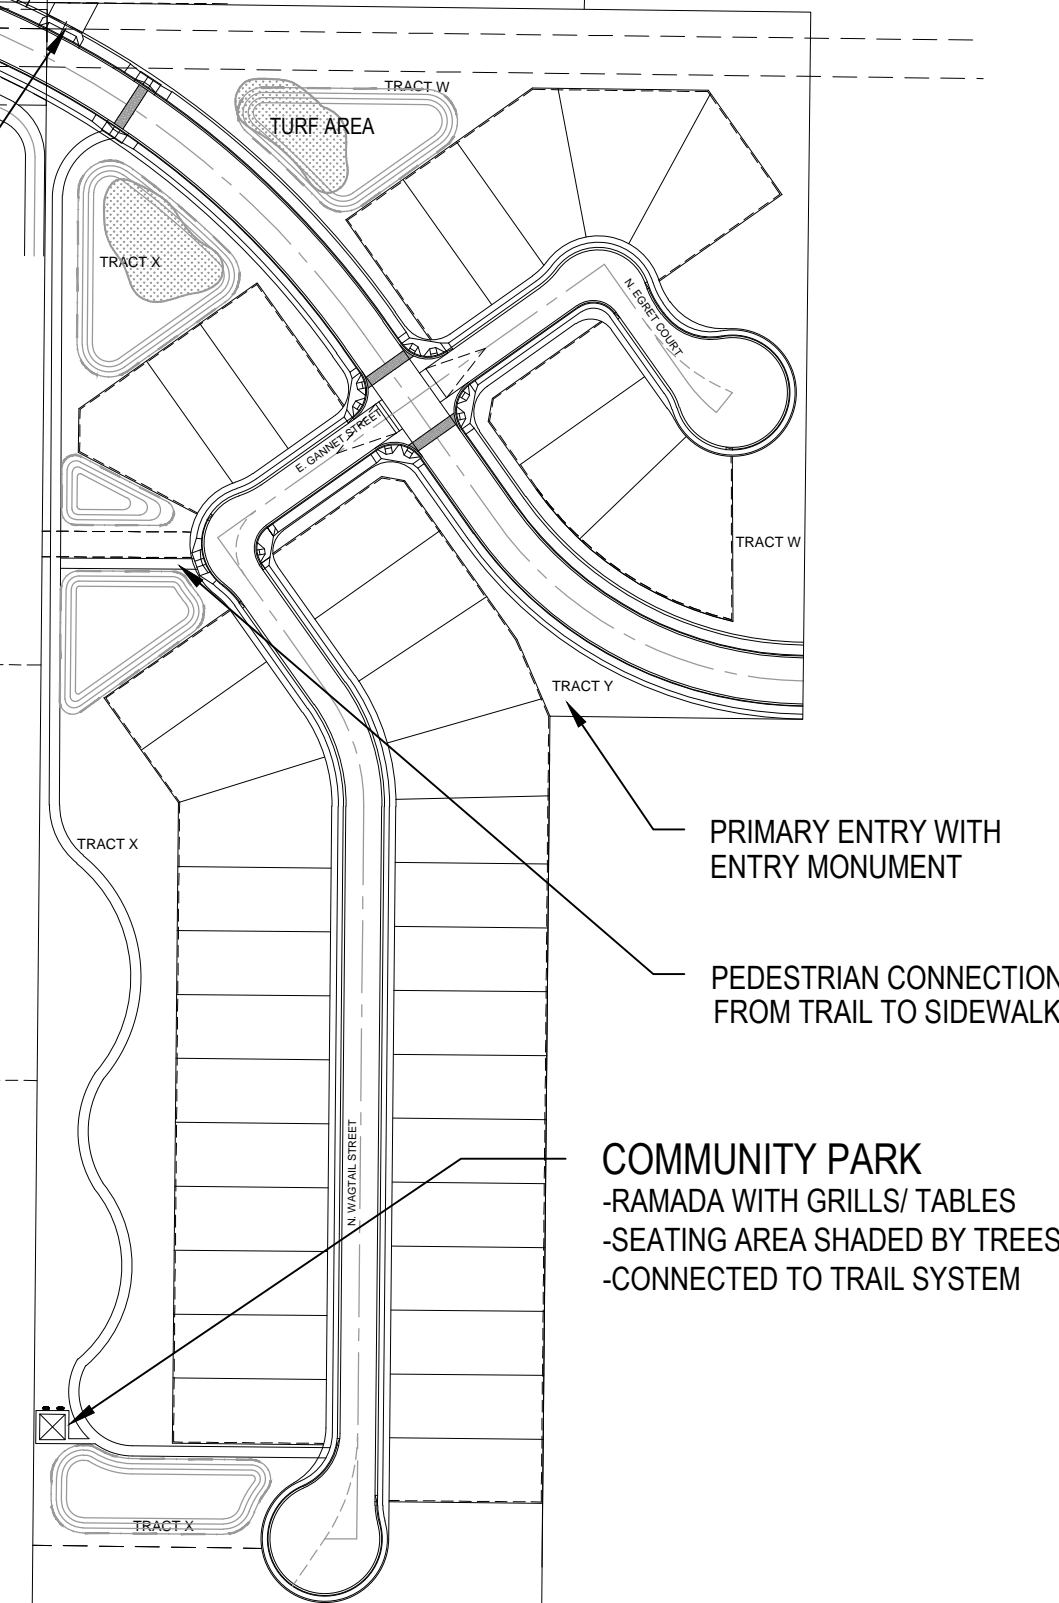 TRACT W
TURF AREA
TRACT X
N. EGRET COURT
E. GANNET STREET
TRACT W
TRACT Y
PRIMARY ENTRY WITH
ENTRY MONUMENT
TRACT X
PEDESTRIAN CONNECTION
FROM TRAIL TO SIDEWALK
N. WAGTAIL STREET
COMMUNITY PARK
-RAMADA WITH GRILLS/ TABLES
-SEATING AREA SHADED BY TREES
-CONNECTED TO TRAIL SYSTEM
TRACT X